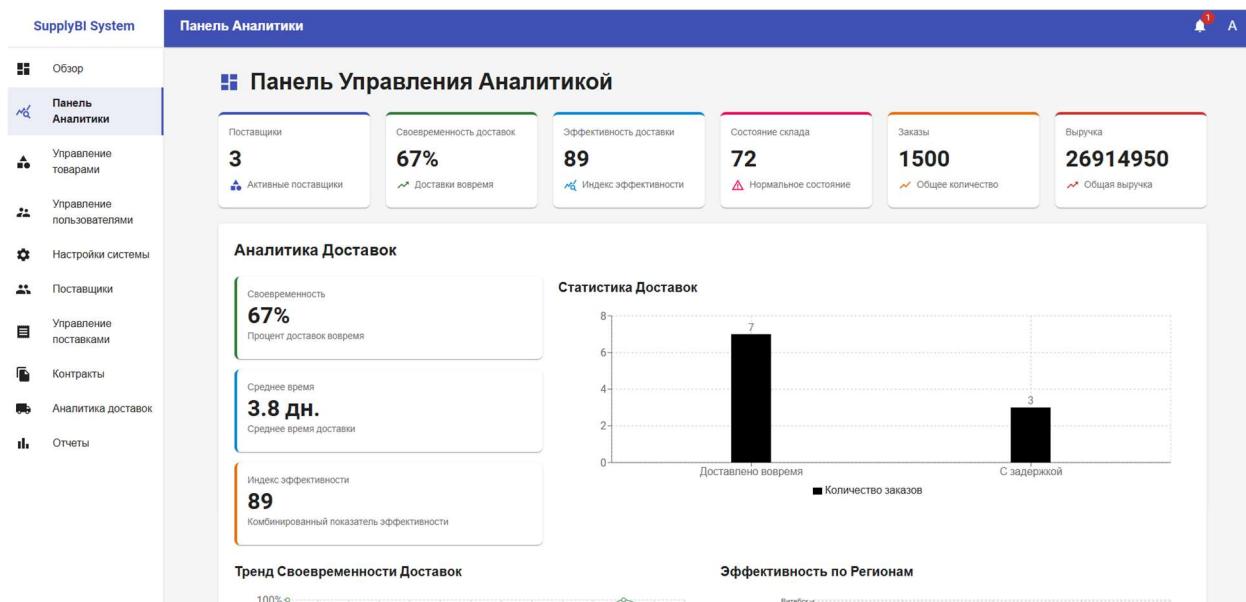 SupplyBI System
Панель Аналитики
1
A
Обзор
Панель
Аналитики
Управление
товарами
Управление
пользователями
Настройки системы
Поставщики
Управление
поставками
Контракты
Аналитика доставок
Отчеты
Панель Управления Аналитикой
Поставщики
3
Активные поставщики
Своевременность доставок
67%
Доставки вовремя
Эффективность доставки
89
Индекс эффективности
Состояние склада
72
Нормальное состояние
Заказы
1500
Общее количество
Выручка
26914950
Общая выручка
Аналитика Доставок
Своевременность
67%
Процент доставок вовремя
Среднее время
3.8 дн.
Среднее время доставки
Индекс эффективности
89
Комбинированный показатель эффективности
Статистика Доставок
8
7
6
4
3
2
0
Доставлено вовремя
С задержкой
Количество заказов
Тренд Своевременности Доставок
100%
Эффективность по Регионам